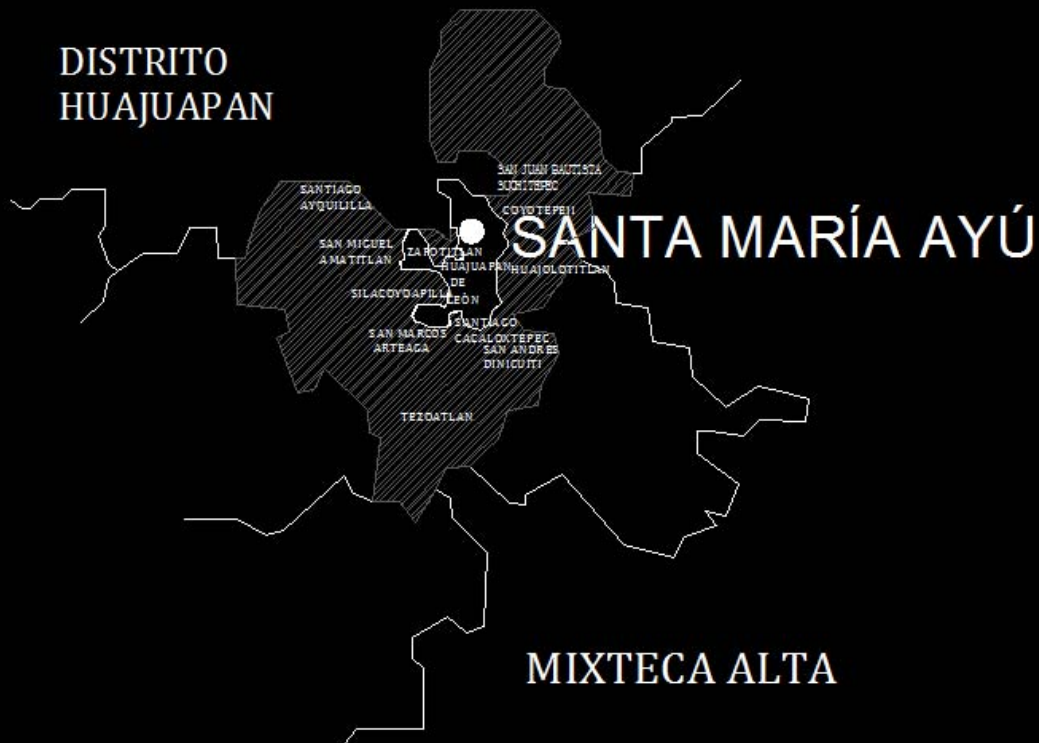 DISTRITO
HUAJUAPAN
SAN JUAN BAUTISTA
SUCHITEPEC
SANTIAGO
AYQUILILLA
COYOTEPEJI
SANTA MARÍA AYÚ
SAN MIGUEL
AMATITLAN
ZAPOTITLAN
HUAJUAPAN
DE
LEÓN
HUAJOLOTITLAN
SILACOYOAPILLA
SANTIAGO
CACALOXTEPEC
SAN MARCOS
ARTEAGA
SAN ANDRES
DINICUITI
TEZOATLAN
MIXTECA ALTA